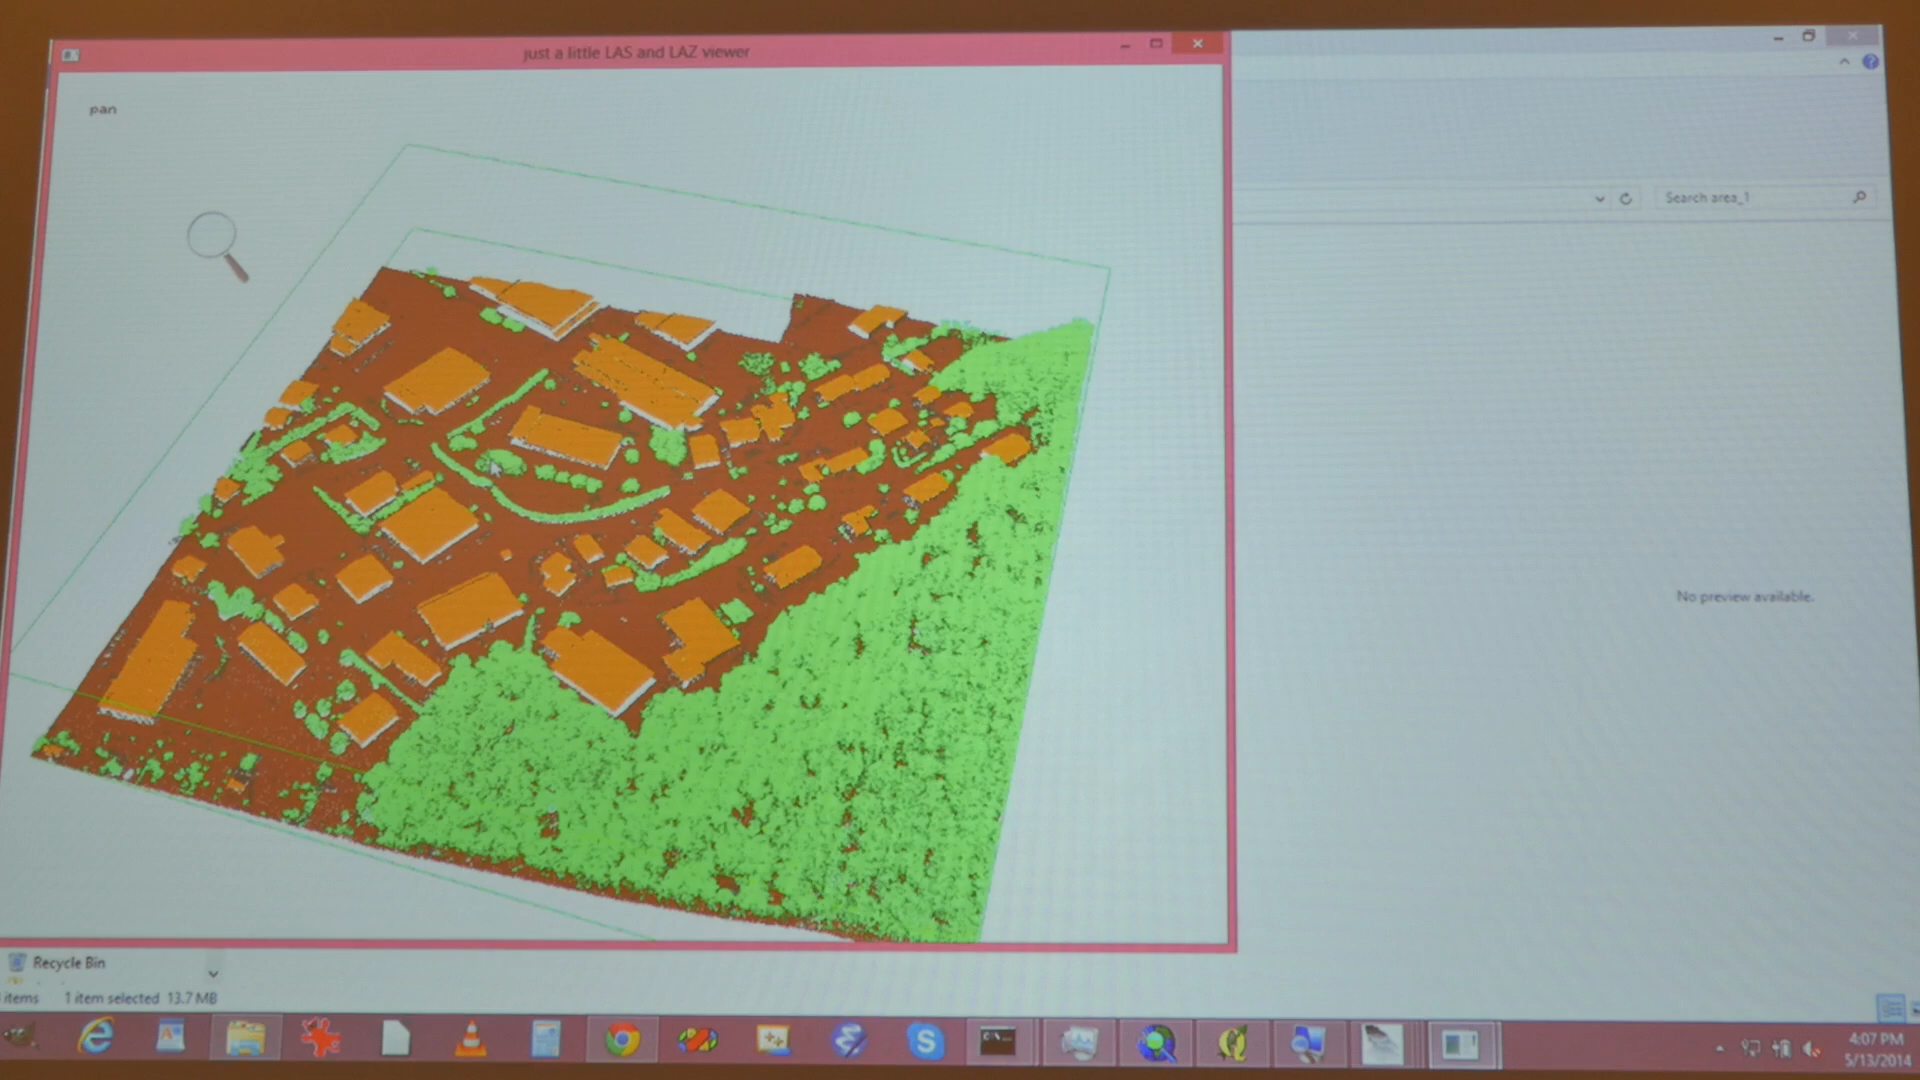 just a little LAS and LAZ viewer
pan
Search area_1
No preview available.
Recycle Bin
items 1 item selected 13.7 MB
4:07 PM
5/13/2014